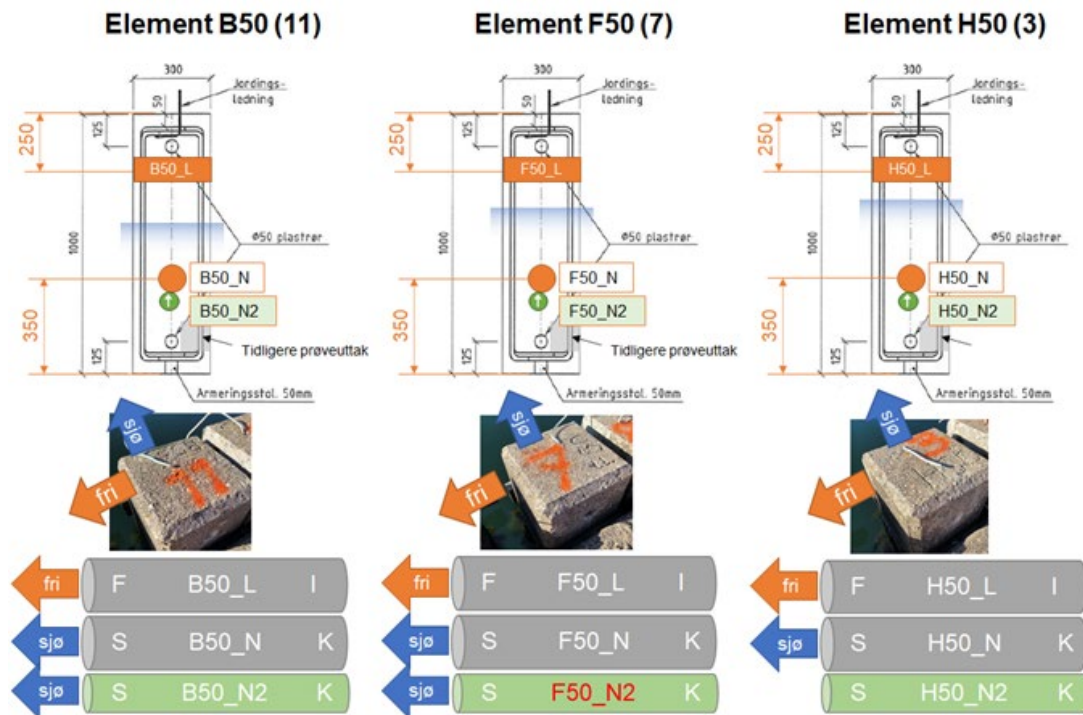 Element B50 (11)
Element F50 (7)
Element H50 (3)
300
Jordings-
ledning
50
125
250
B50_L
1000
Ø50 plastrør
B50_N
B50_N2
350
125
Tidligere prøveuttak
Armeringsstol. 50mm
300
Jordings-
ledning
50
125
250
F50_L
1000
Ø50 plastrør
F50_N
F50_N2
350
125
Tidligere prøveuttak
Armeringsstol. 50mm
300
Jordings-
ledning
50
125
250
H50_L
1000
Ø50 plastrør
H50_N
H50_N2
350
125
Tidligere prøveuttak
Armeringsstol. 50mm
sjø
fri
11
sjø
fri
7
sjø
fri
fri F B50_L I
sjø S B50_N K
sjø S B50_N2 K
fri F F50_L I
sjø S F50_N K
sjø S F50_N2 K
fri F H50_L I
sjø S H50_N K
S H50_N2 K